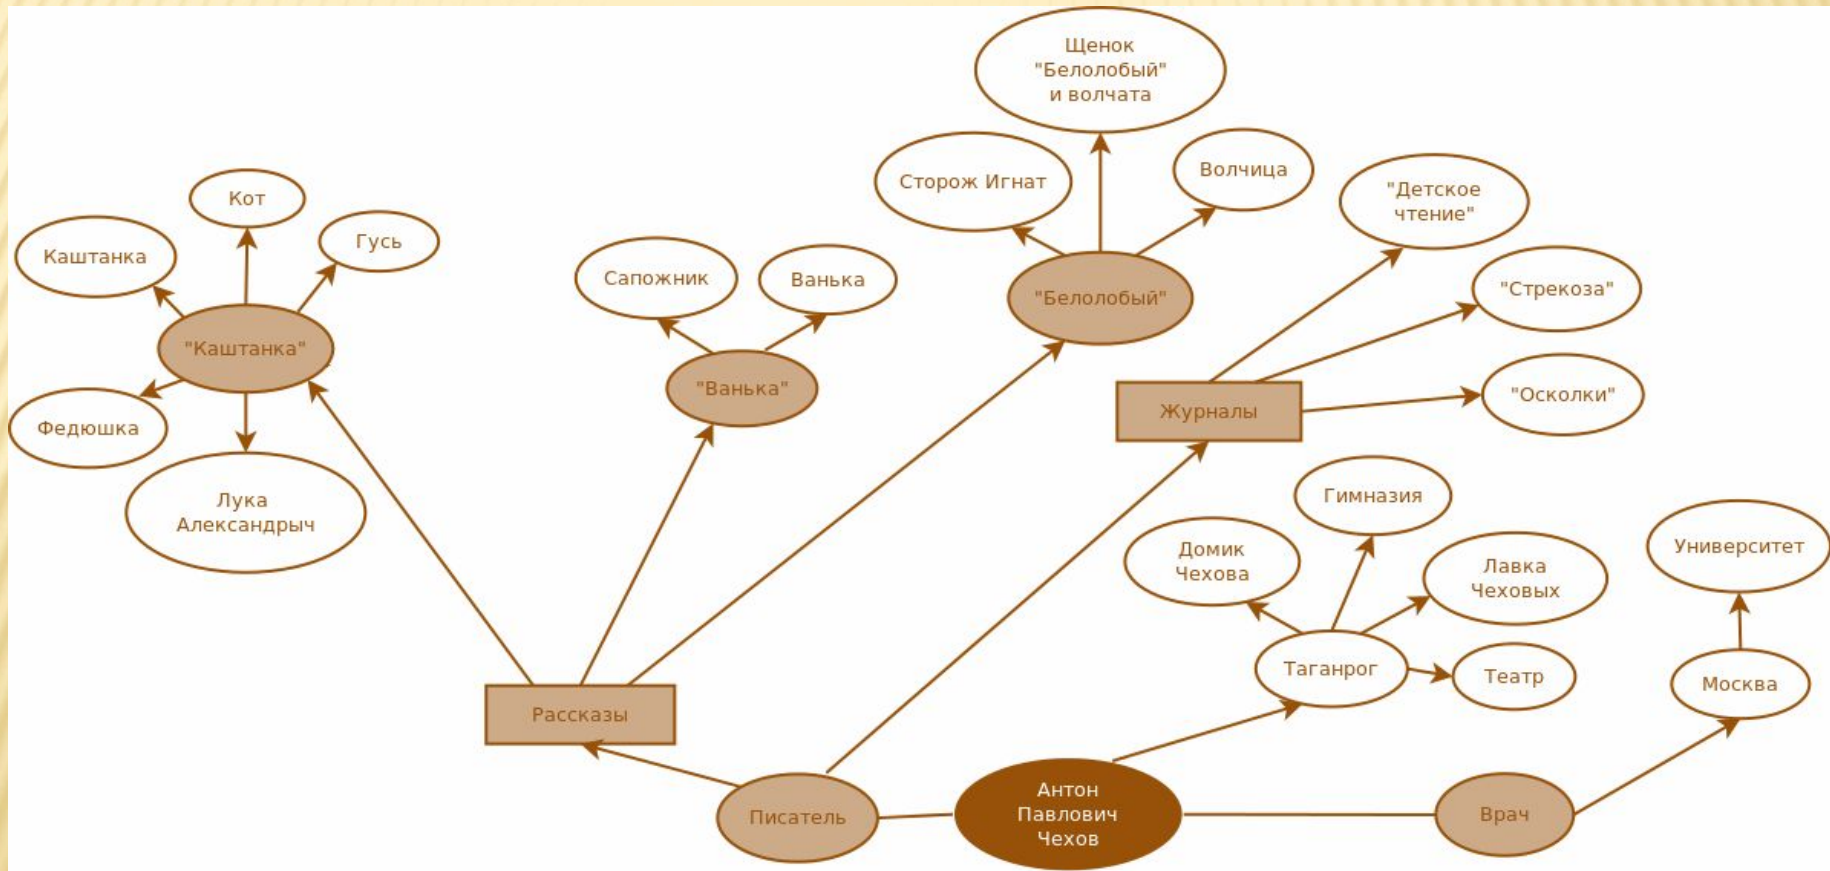 Щенок
"Белолобый"
и волчата
Сторож Игнат
Волчица
"Детское
чтение"
Кот
Гусь
Каштанка
Сапожник
Ванька
"Белолобый"
"Стрекоза"
"Каштанка"
"Ванька"
"Осколки"
Журналы
Федюшка
Лука
Александрыч
Гимназия
Домик
Чехова
Лавка
Чеховых
Университет
Таганрог
Театр
Москва
Рассказы
Писатель
Антон
Павлович
Чехов
Врач